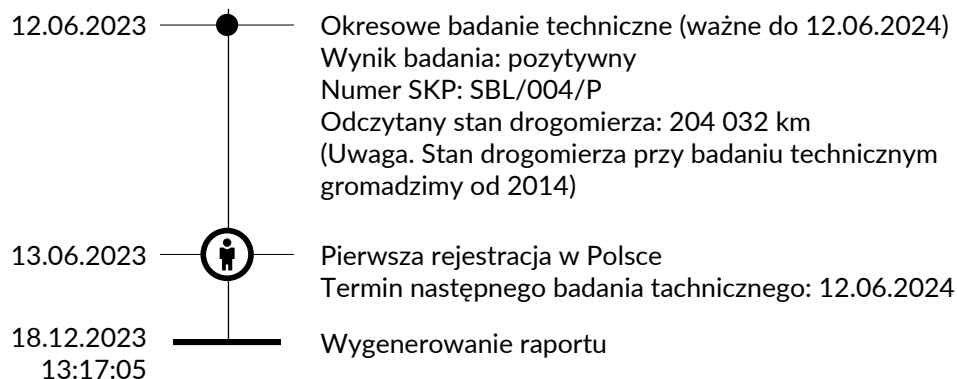 12.06.2023
Okresowe badanie techniczne (ważne do 12.06.2024)
Wynik badania: pozytywny
Numer SKP: SBL/004/P
Odczytany stan drogomierza: 204 032 km
(Uwaga. Stan drogomierza przy badaniu technicznym
gromadzimy od 2014)
13.06.2023
Pierwsza rejestracja w Polsce
Termin następnego badania tachnicznego: 12.06.2024
18.12.2023
13:17:05
Wygenerowanie raportu